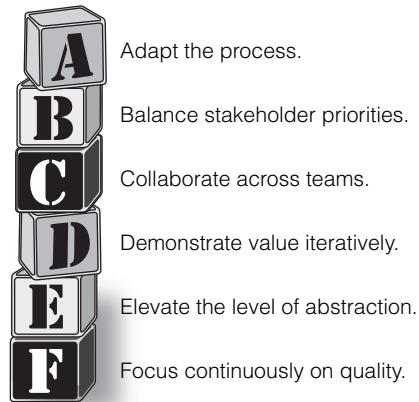 A Adapt the process.
B Balance stakeholder priorities.
C Collaborate across teams.
D Demonstrate value iteratively.
E Elevate the level of abstraction.
F Focus continuously on quality.